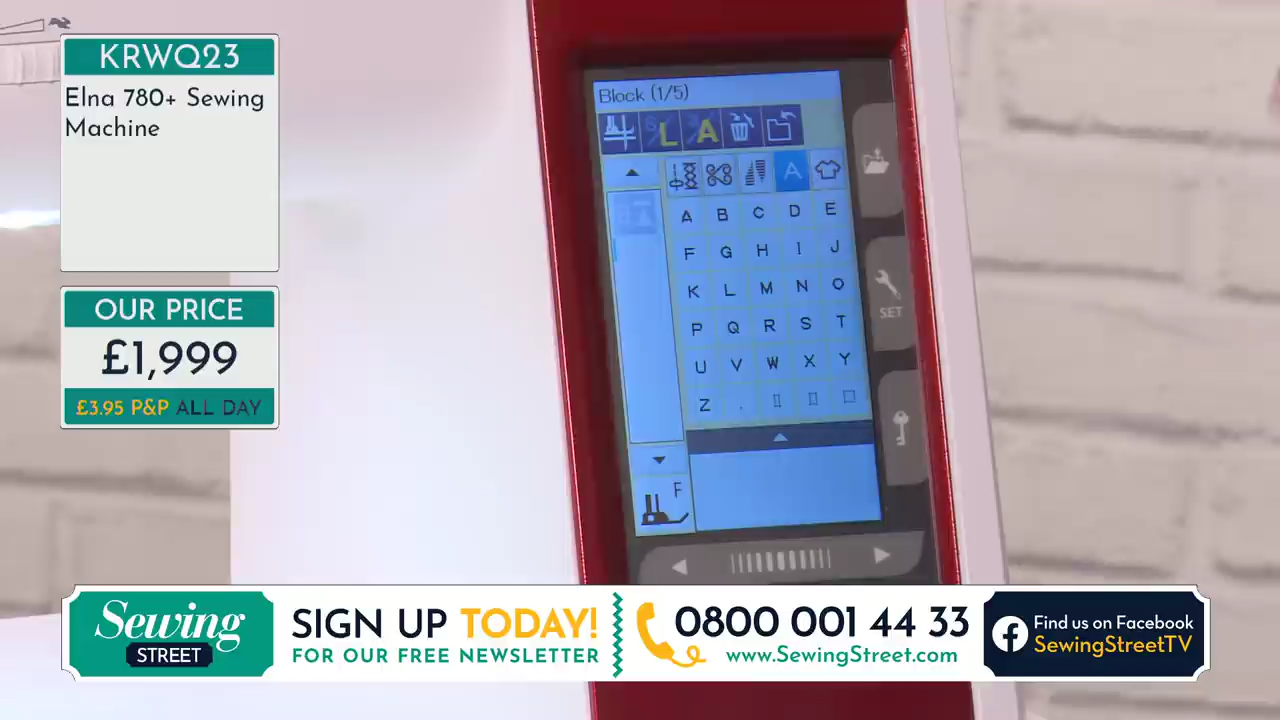 KRWQ23
Elna 780+ Sewing
Machine
OUR PRICE
£1,999
£3.95 P&P ALL DAY
Block (1/5)
A B C D E
F G H I J
K L M N O
P Q R S T
U V W X Y
Z .
F
SET
Sewing
STREET
SIGN UP TODAY!
FOR OUR FREE NEWSLETTER
0800 001 44 33
www.SewingStreet.com
Find us on Facebook
SewingStreetTV